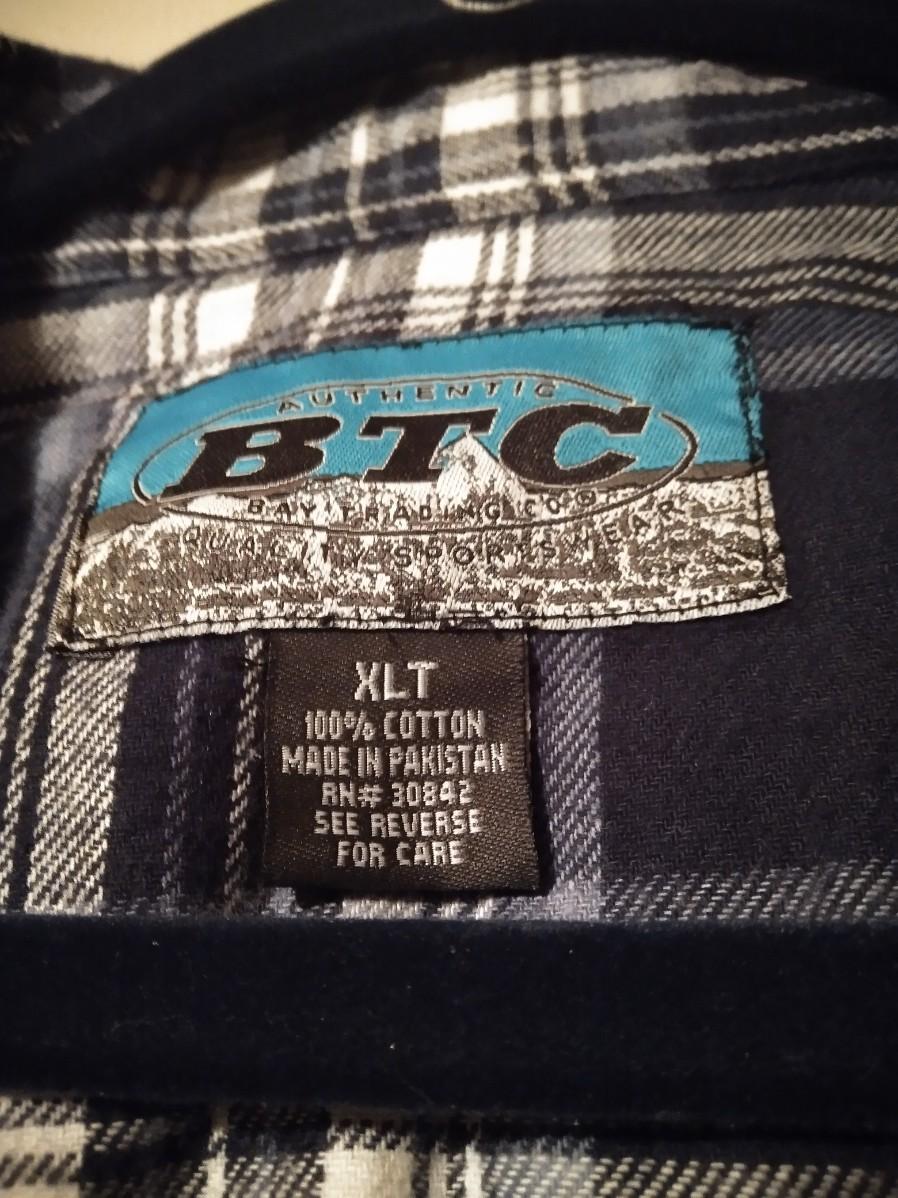 AUTHENTIC
BTC
BAY TRADING CO®
QUALITY SPORTSWEAR
XLT
100% COTTON
MADE IN PAKISTAN
RN# 30842
SEE REVERSE
FOR CARE